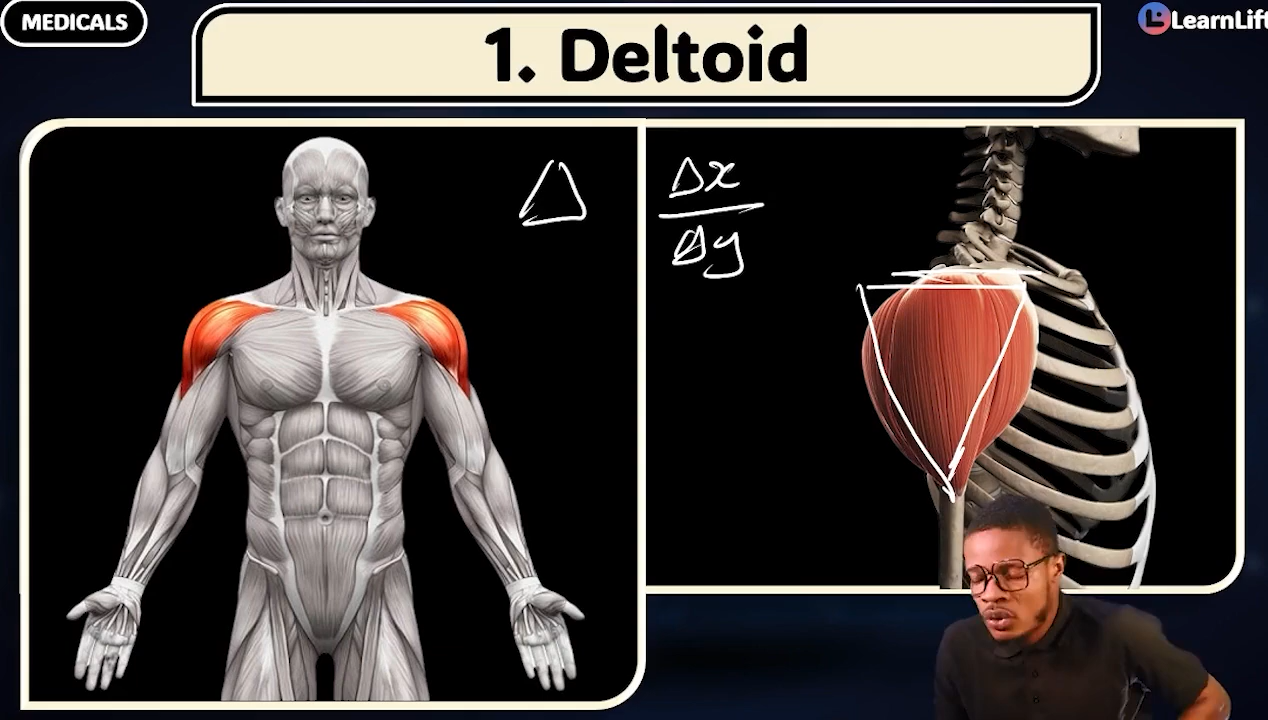 MEDICALS
1. Deltoid
LearnLift
Δ
Δx
Δy